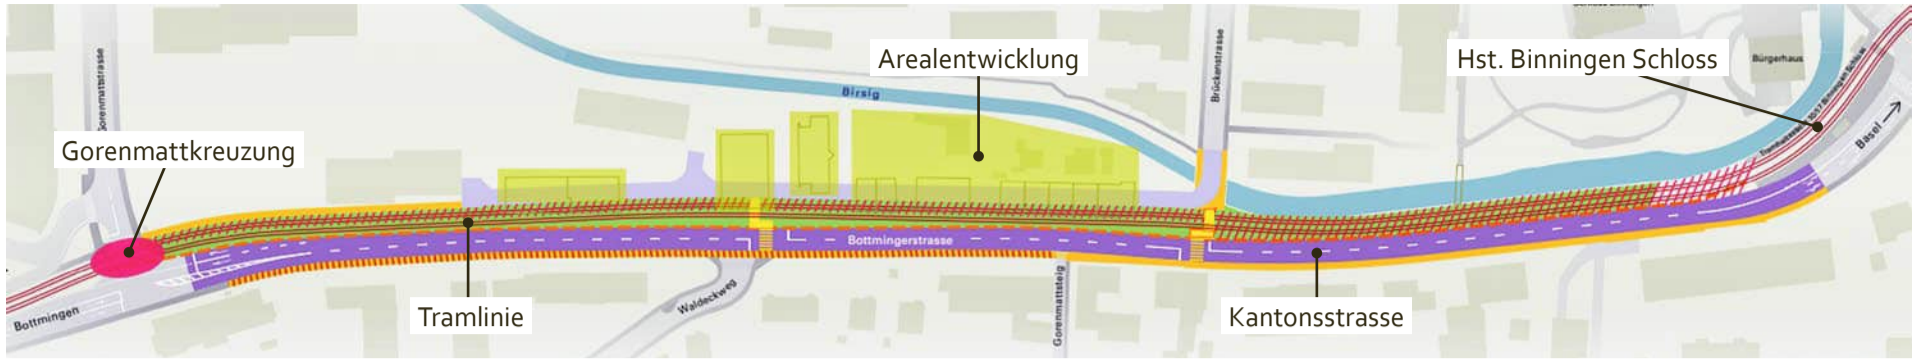 Arealentwicklung
Hst. Binningen Schloss
Bürgerhaus
Gorenmattstrasse
Brückenstrasse
Birsig
Basel
Gorenmattkreuzung
Bottmingerstrasse
Waldeckweg
Gorenmattsteig
Bottmingen
Tramlinie
Kantonsstrasse